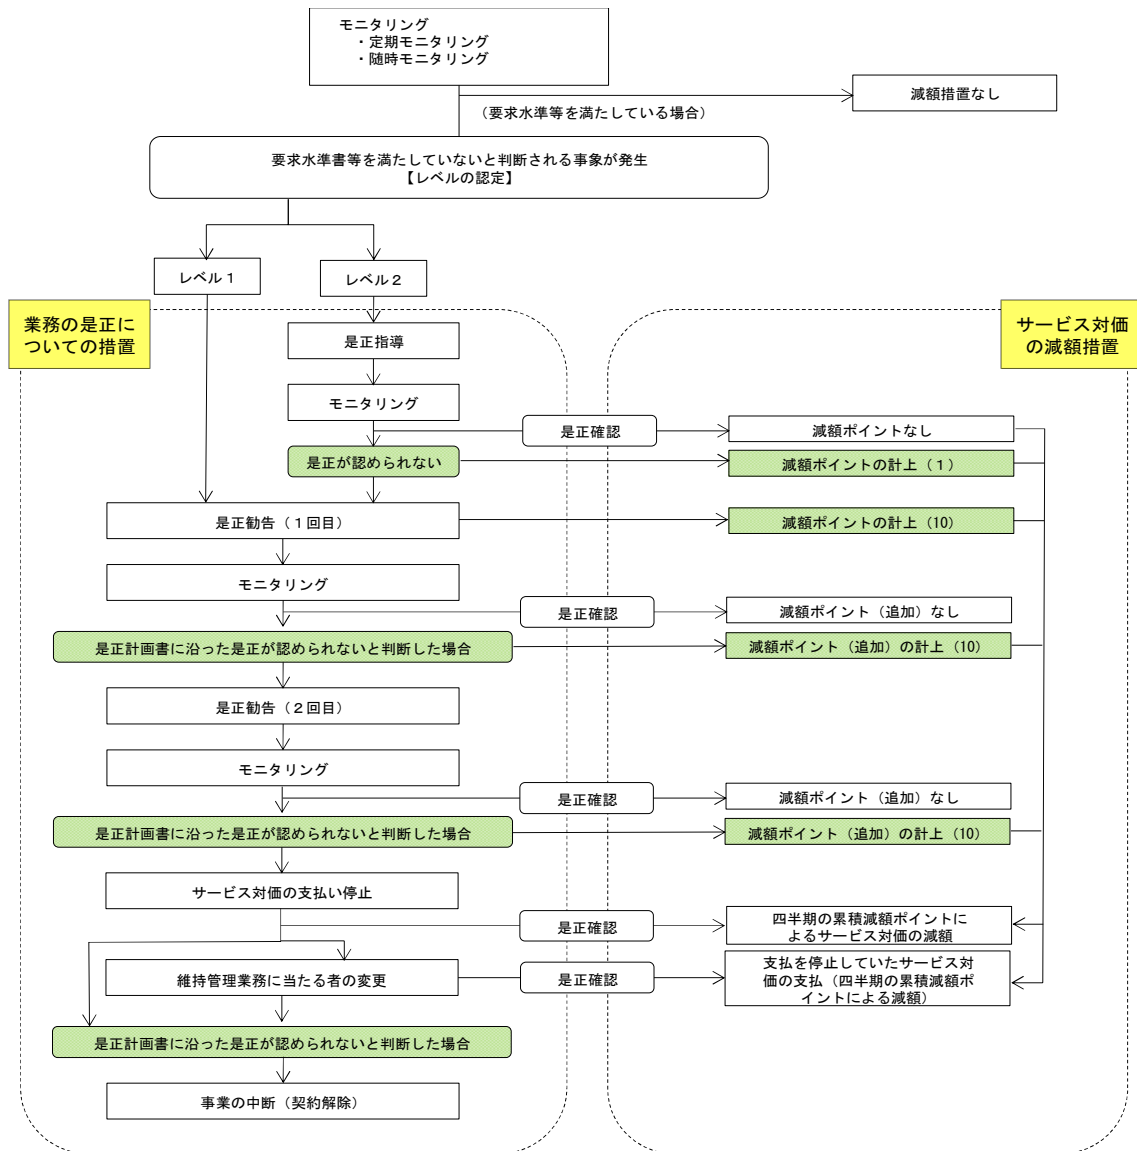 モニタリング
・定期モニタリング
・随時モニタリング
減額措置なし
（要求水準等を満たしている場合）
要求水準書等を満たしていないと判断される事象が発生
【レベルの認定】
レベル１
レベル２
業務の是正に
ついての措置
サービス対価
の減額措置
是正指導
モニタリング
是正確認
減額ポイントなし
是正が認められない
減額ポイントの計上（１）
是正勧告（１回目）
減額ポイントの計上（10）
モニタリング
是正確認
減額ポイント（追加）なし
是正計画書に沿った是正が認められないと判断した場合
減額ポイント（追加）の計上（10）
是正勧告（２回目）
モニタリング
是正確認
減額ポイント（追加）なし
是正計画書に沿った是正が認められないと判断した場合
減額ポイント（追加）の計上（10）
サービス対価の支払い停止
是正確認
四半期の累積減額ポイントに
よるサービス対価の減額
維持管理業務に当たる者の変更
是正確認
支払を停止していたサービス対
価の支払（四半期の累積減額ポ
イントによる減額）
是正計画書に沿った是正が認められないと判断した場合
事業の中断（契約解除）